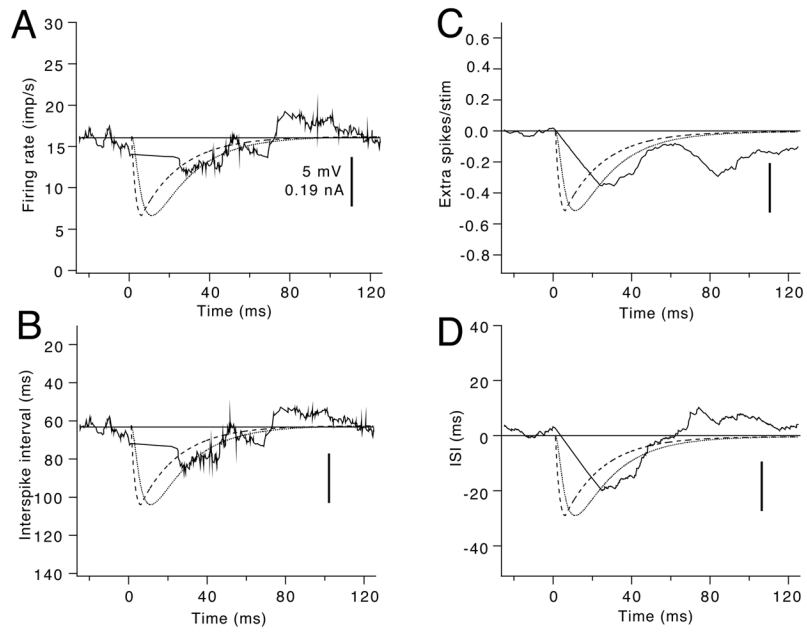 A
30
25
20
15
10
5
0
Firing rate (imp/s)
5 mV
0.19 nA
0 40 80 120
Time (ms)
B
20
40
60
80
100
120
140
Interspike interval (ms)
0 40 80 120
Time (ms)
C
0.6
0.4
0.2
0.0
-0.2
-0.4
-0.6
-0.8
Extra spikes/stim
0 40 80 120
Time (ms)
D
40
20
0
-20
-40
ISI (ms)
0 40 80 120
Time (ms)